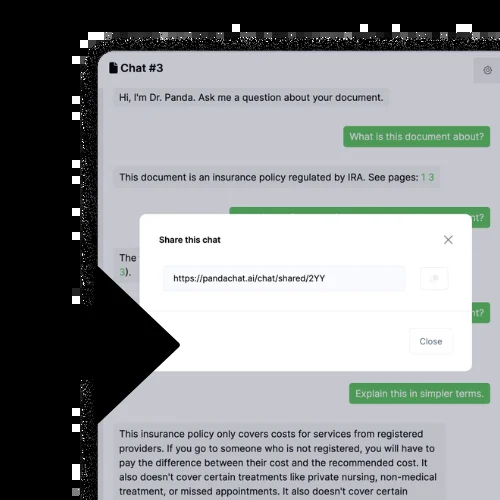 Chat #3
Hi, I'm Dr. Panda. Ask me a question about your document.
What is this document about?
This document is an insurance policy regulated by IRA. See pages: 1 3
nt?
The
3).
Share this chat
https://pandachat.ai/chat/shared/2YY
nt?
Close
Explain this in simpler terms.
This insurance policy only covers costs for services from registered
providers. If you go to someone who is not registered, you will have to
pay the difference between their cost and the recommended cost. It
also doesn't cover certain treatments like private nursing, non-medical
treatment, or missed appointments. It also doesn't cover certain